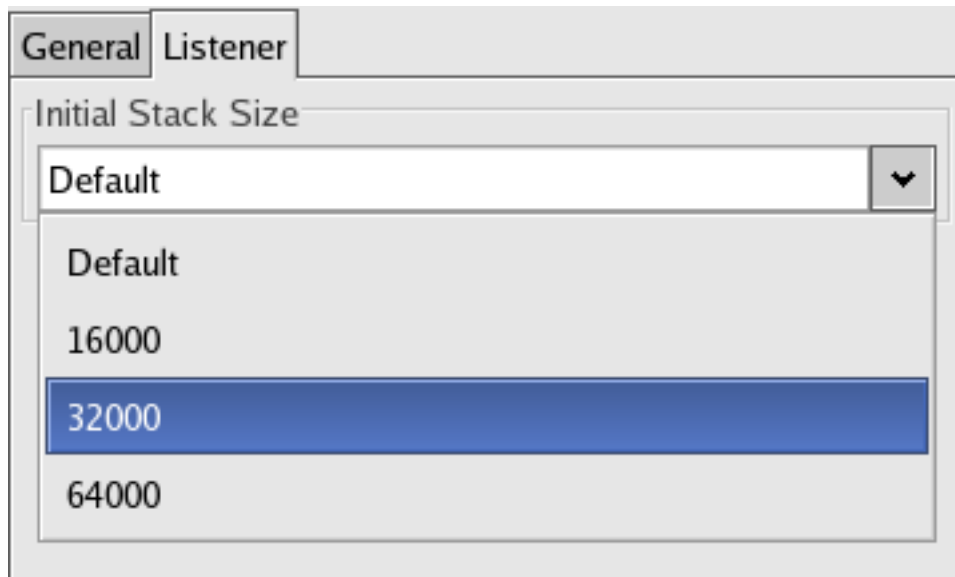 General Listener
Initial Stack Size
Default
Default
16000
32000
64000